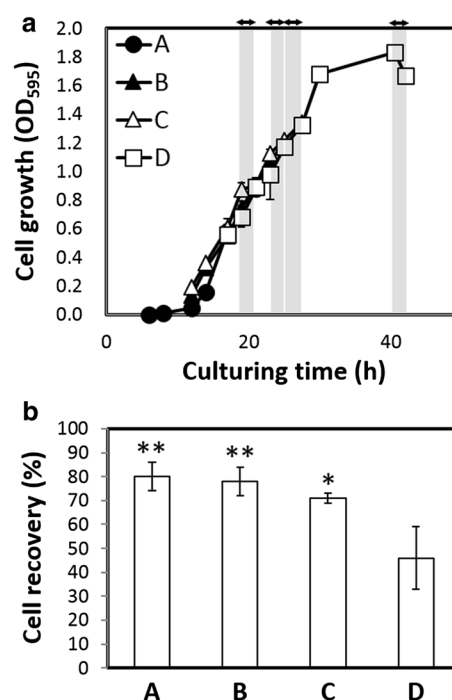 a
2.0
1.8
1.6
1.4
1.2
1.0
0.8
0.6
0.4
0.2
0.0
Cell growth (OD595)
A
B
C
D
0 20 40
Culturing time (h)
b
100
90
80
70
60
50
40
30
20
10
0
Cell recovery (%)
** ** *
A B C D